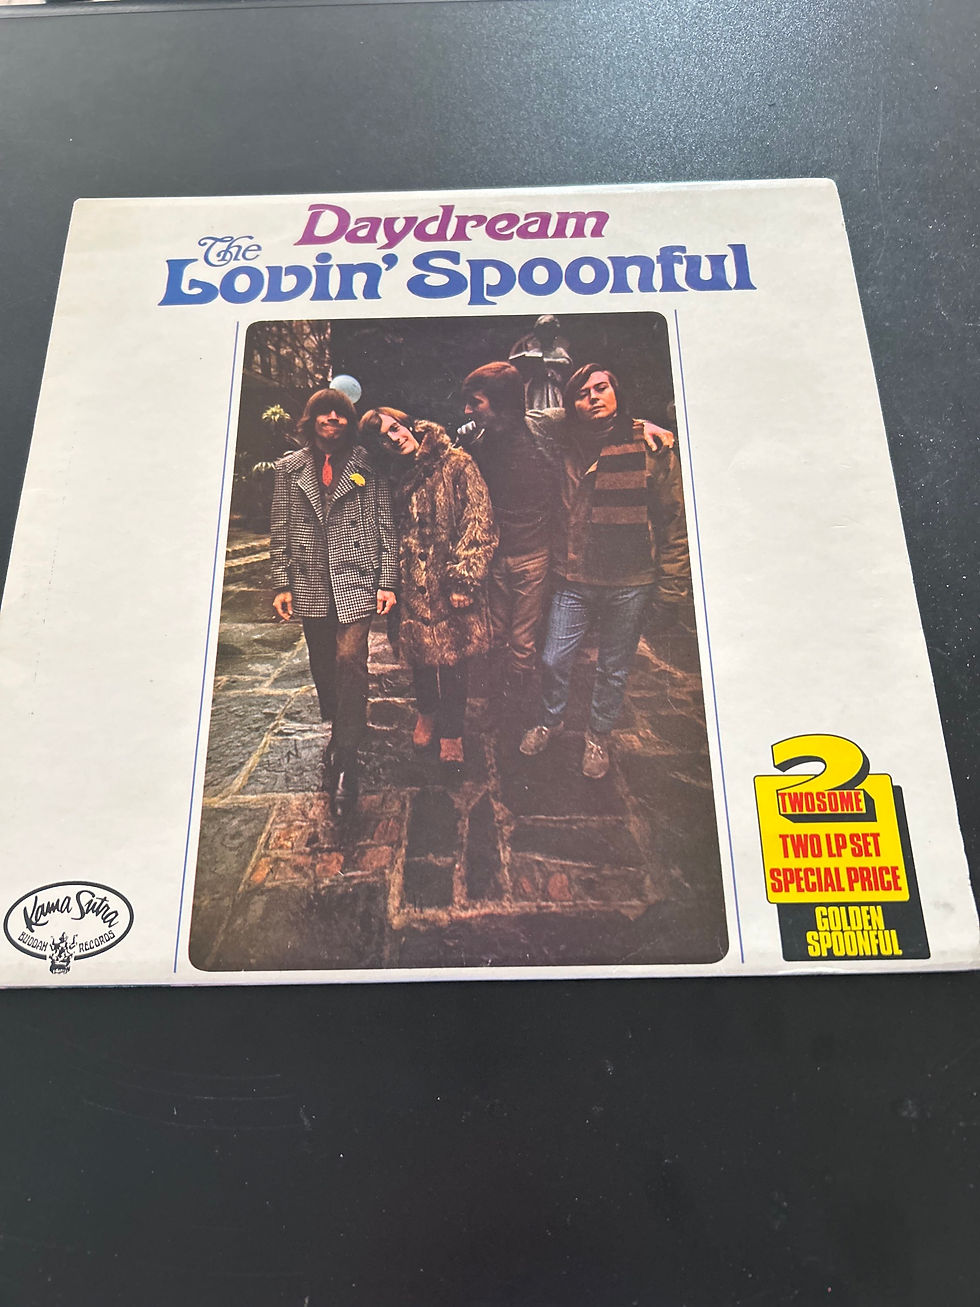 Daydream
The
Lovin' Spoonful
2
TWOSOME
TWO LP SET
SPECIAL PRICE
GOLDEN
SPOONFUL
Kama Sutra
BUDDAH RECORDS